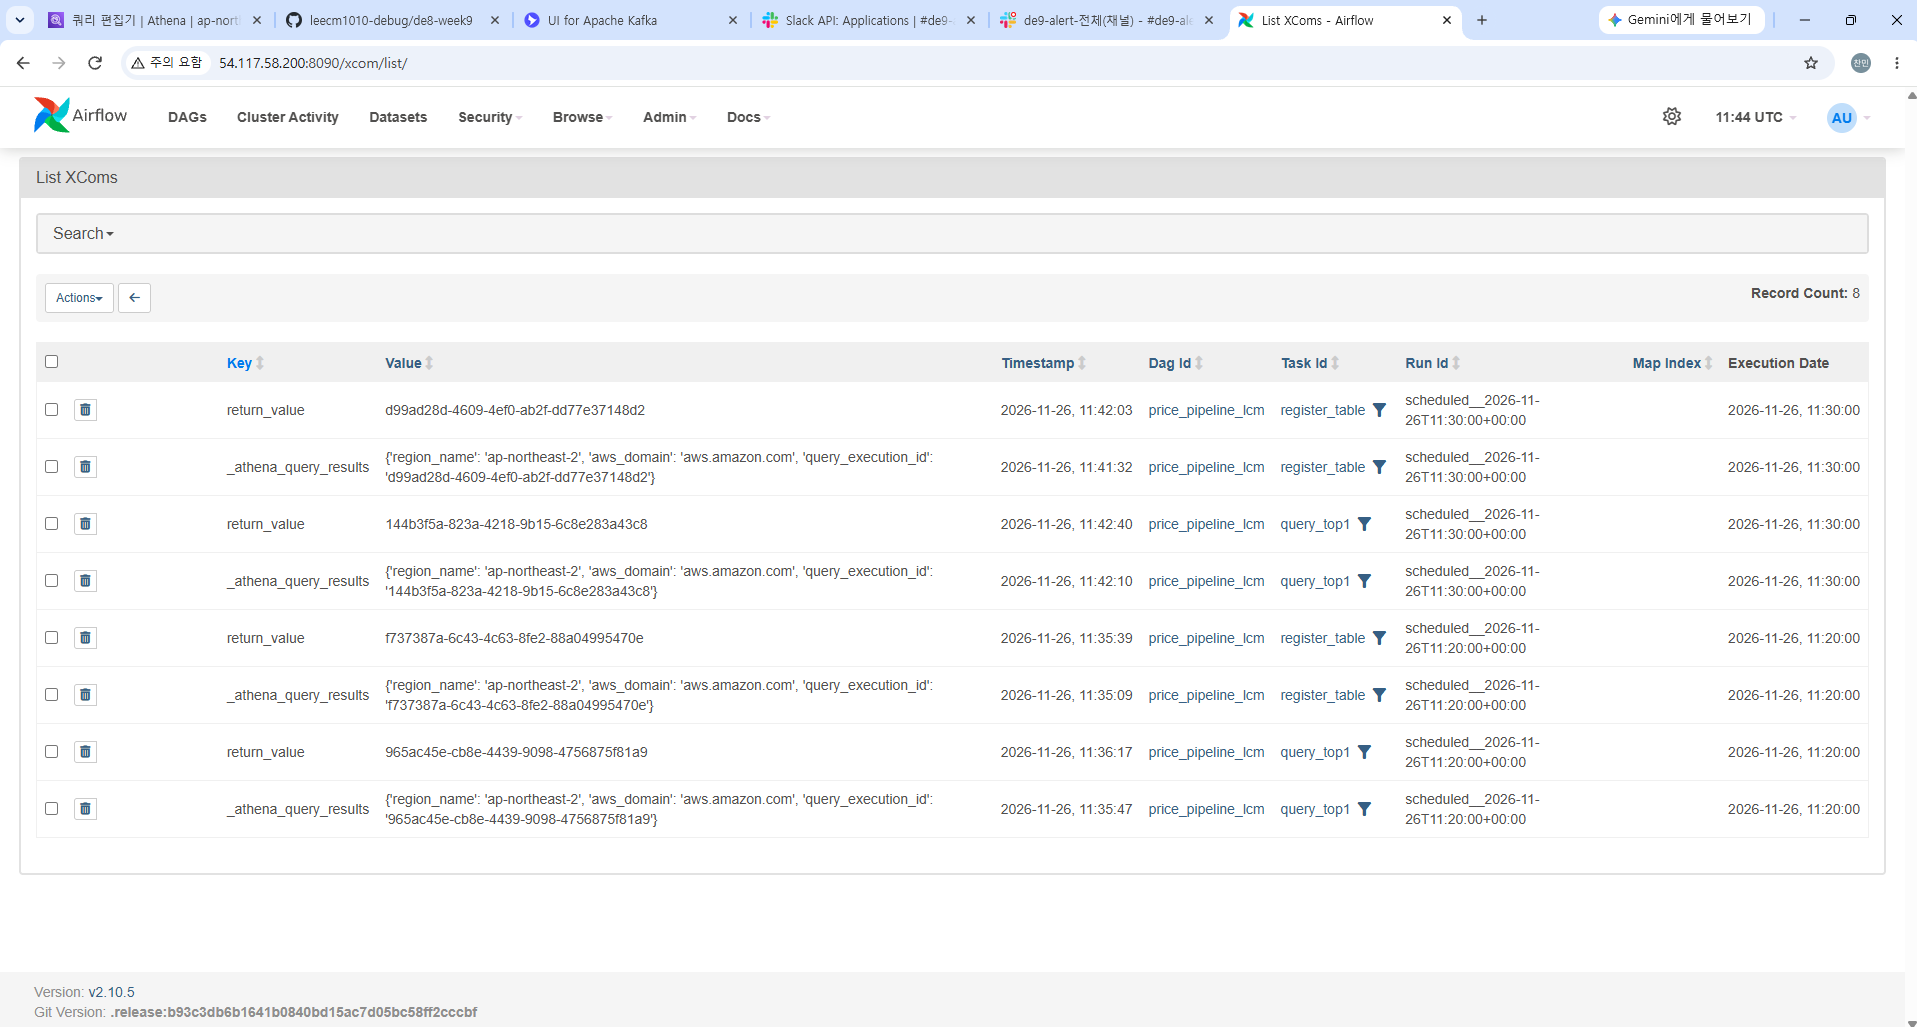 쿼리 편집기 | Athena | ap-nort
leecm1010-debug/de8-week9
UI for Apache Kafka
Slack API: Applications | #de9-
de9-alert-전체(채널) - #de9-ale
List XComs - Airflow
Gemini에게 물어보기
주의 요함
54.117.58.200:8090/xcom/list/
찬민
Airflow
DAGs
Cluster Activity
Datasets
Security
Browse
Admin
Docs
11:44 UTC
AU
List XComs
Search
Actions
Record Count: 8
Key Value Timestamp Dag Id Task Id Run Id Map Index Execution Date
return_value d99ad28d-4609-4ef0-ab2f-dd77e37148d2 2026-11-26, 11:42:03 price_pipeline_lcm register_table scheduled__2026-11-
26T11:30:00+00:00 2026-11-26, 11:30:00
_athena_query_results {'region_name': 'ap-northeast-2', 'aws_domain': 'aws.amazon.com', 'query_execution_id':
'd99ad28d-4609-4ef0-ab2f-dd77e37148d2'} 2026-11-26, 11:41:32 price_pipeline_lcm register_table scheduled__2026-11-
26T11:30:00+00:00 2026-11-26, 11:30:00
return_value 144b3f5a-823a-4218-9b15-6c8e283a43c8 2026-11-26, 11:42:40 price_pipeline_lcm query_top1 scheduled__2026-11-
26T11:30:00+00:00 2026-11-26, 11:30:00
_athena_query_results {'region_name': 'ap-northeast-2', 'aws_domain': 'aws.amazon.com', 'query_execution_id':
'144b3f5a-823a-4218-9b15-6c8e283a43c8'} 2026-11-26, 11:42:10 price_pipeline_lcm query_top1 scheduled__2026-11-
26T11:30:00+00:00 2026-11-26, 11:30:00
return_value f737387a-6c43-4c63-8fe2-88a04995470e 2026-11-26, 11:35:39 price_pipeline_lcm register_table scheduled__2026-11-
26T11:20:00+00:00 2026-11-26, 11:20:00
_athena_query_results {'region_name': 'ap-northeast-2', 'aws_domain': 'aws.amazon.com', 'query_execution_id':
'f737387a-6c43-4c63-8fe2-88a04995470e'} 2026-11-26, 11:35:09 price_pipeline_lcm register_table scheduled__2026-11-
26T11:20:00+00:00 2026-11-26, 11:20:00
return_value 965ac45e-cb8e-4439-9098-4756875f81a9 2026-11-26, 11:36:17 price_pipeline_lcm query_top1 scheduled__2026-11-
26T11:20:00+00:00 2026-11-26, 11:20:00
_athena_query_results {'region_name': 'ap-northeast-2', 'aws_domain': 'aws.amazon.com', 'query_execution_id':
'965ac45e-cb8e-4439-9098-4756875f81a9'} 2026-11-26, 11:35:47 price_pipeline_lcm query_top1 scheduled__2026-11-
26T11:20:00+00:00 2026-11-26, 11:20:00
Version: v2.10.5
Git Version: .release:b93c3db6b1641b0840bd15ac7d05bc58ff2cccbf